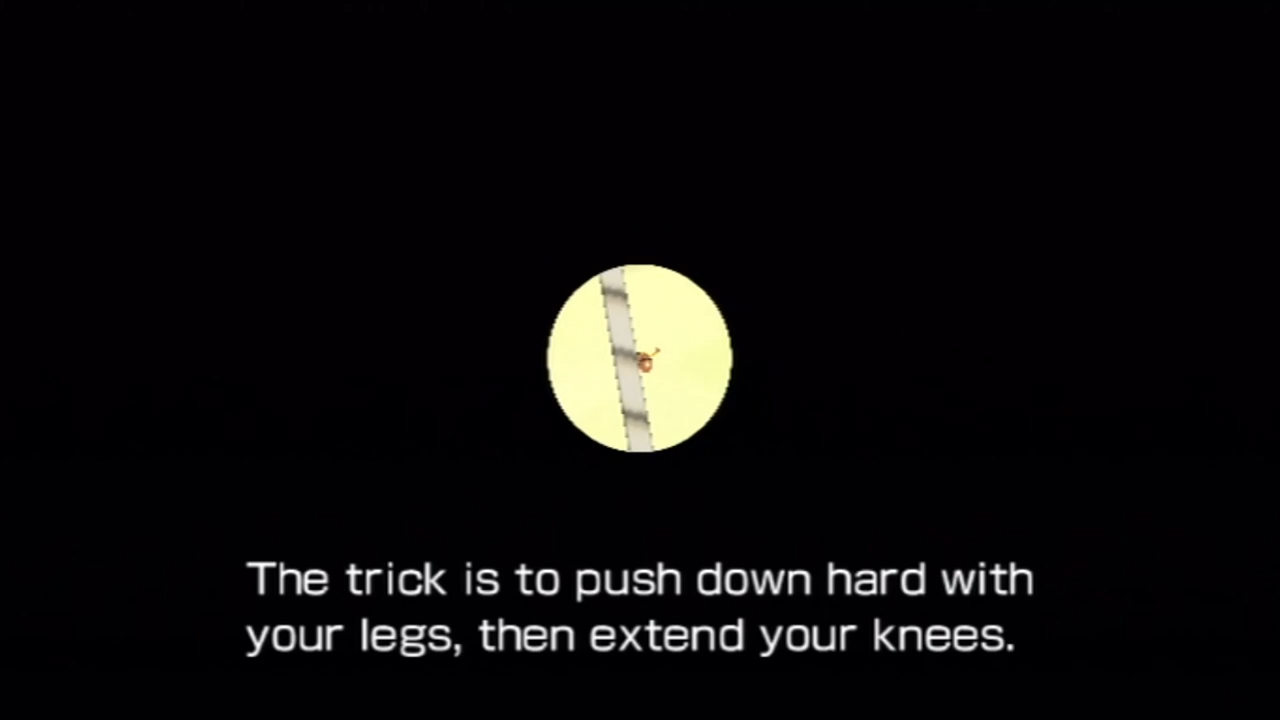 The trick is to push down hard with
your legs, then extend your knees.